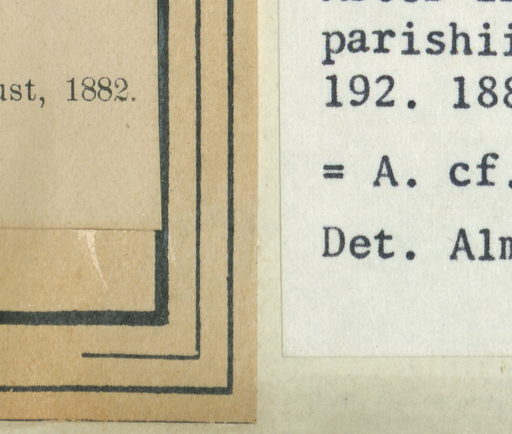 ust, 1882.
parishii
192. 188
= A. cf.
Det. Alm